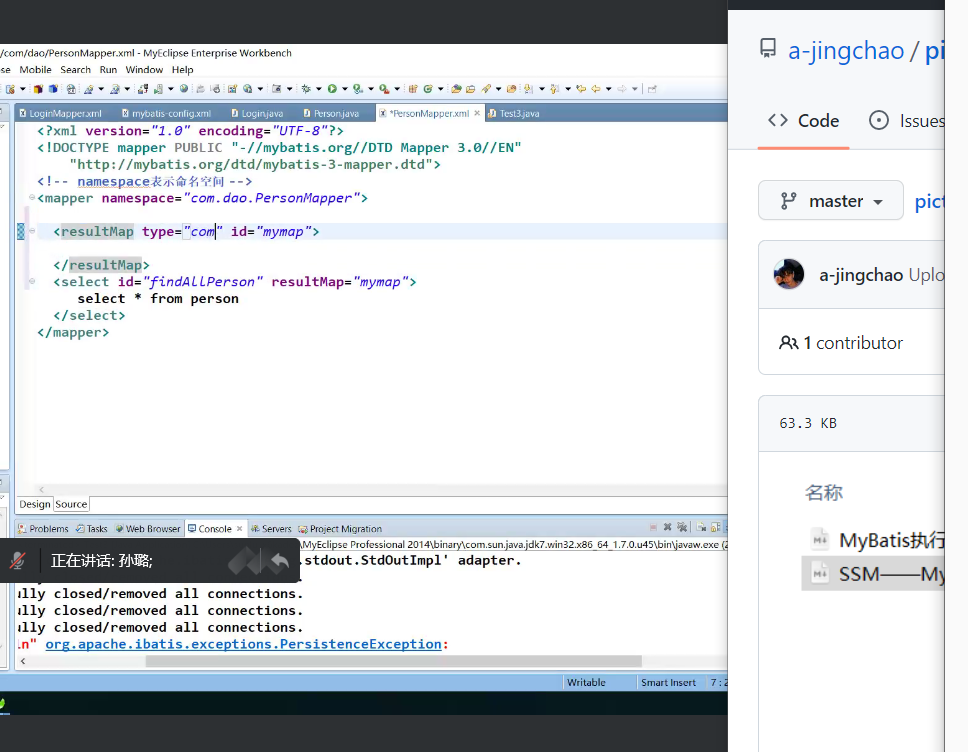 /com/dao/PersonMapper.xml - MyEclipse Enterprise Workbench
se Mobile Search Run Window Help
LoginMapper.xml mybatis-config.xml Login.java Person.java *PersonMapper.xml Test3.java
<?xml version="1.0" encoding="UTF-8"?>
<!DOCTYPE mapper PUBLIC "-//mybatis.org//DTD Mapper 3.0//EN"
"http://mybatis.org/dtd/mybatis-3-mapper.dtd">
<!-- namespace表示命名空间 -->
<mapper namespace="com.dao.PersonMapper">
<resultMap type="com" id="mymap">
</resultMap>
<select id="findAllPerson" resultMap="mymap">
select * from person
</select>
</mapper>
Design Source
Problems Tasks Web Browser Console Servers Project Migration
\MyEclipse Professional 2014\binary\com.sun.java.jdk7.win32.x86_64_1.7.0.u45\bin\javaw.exe (2
正在讲话: 孙璐;
.stdout.StdOutImpl' adapter.
ully closed/removed all connections.
ully closed/removed all connections.
ully closed/removed all connections.
in" org.apache.ibatis.exceptions.PersistenceException:
Writable Smart Insert 7 : 2
a-jingchao / pi
Code Issues
master pict
a-jingchao Uplo
1 contributor
63.3 KB
名称
MyBatis执行
SSM——My